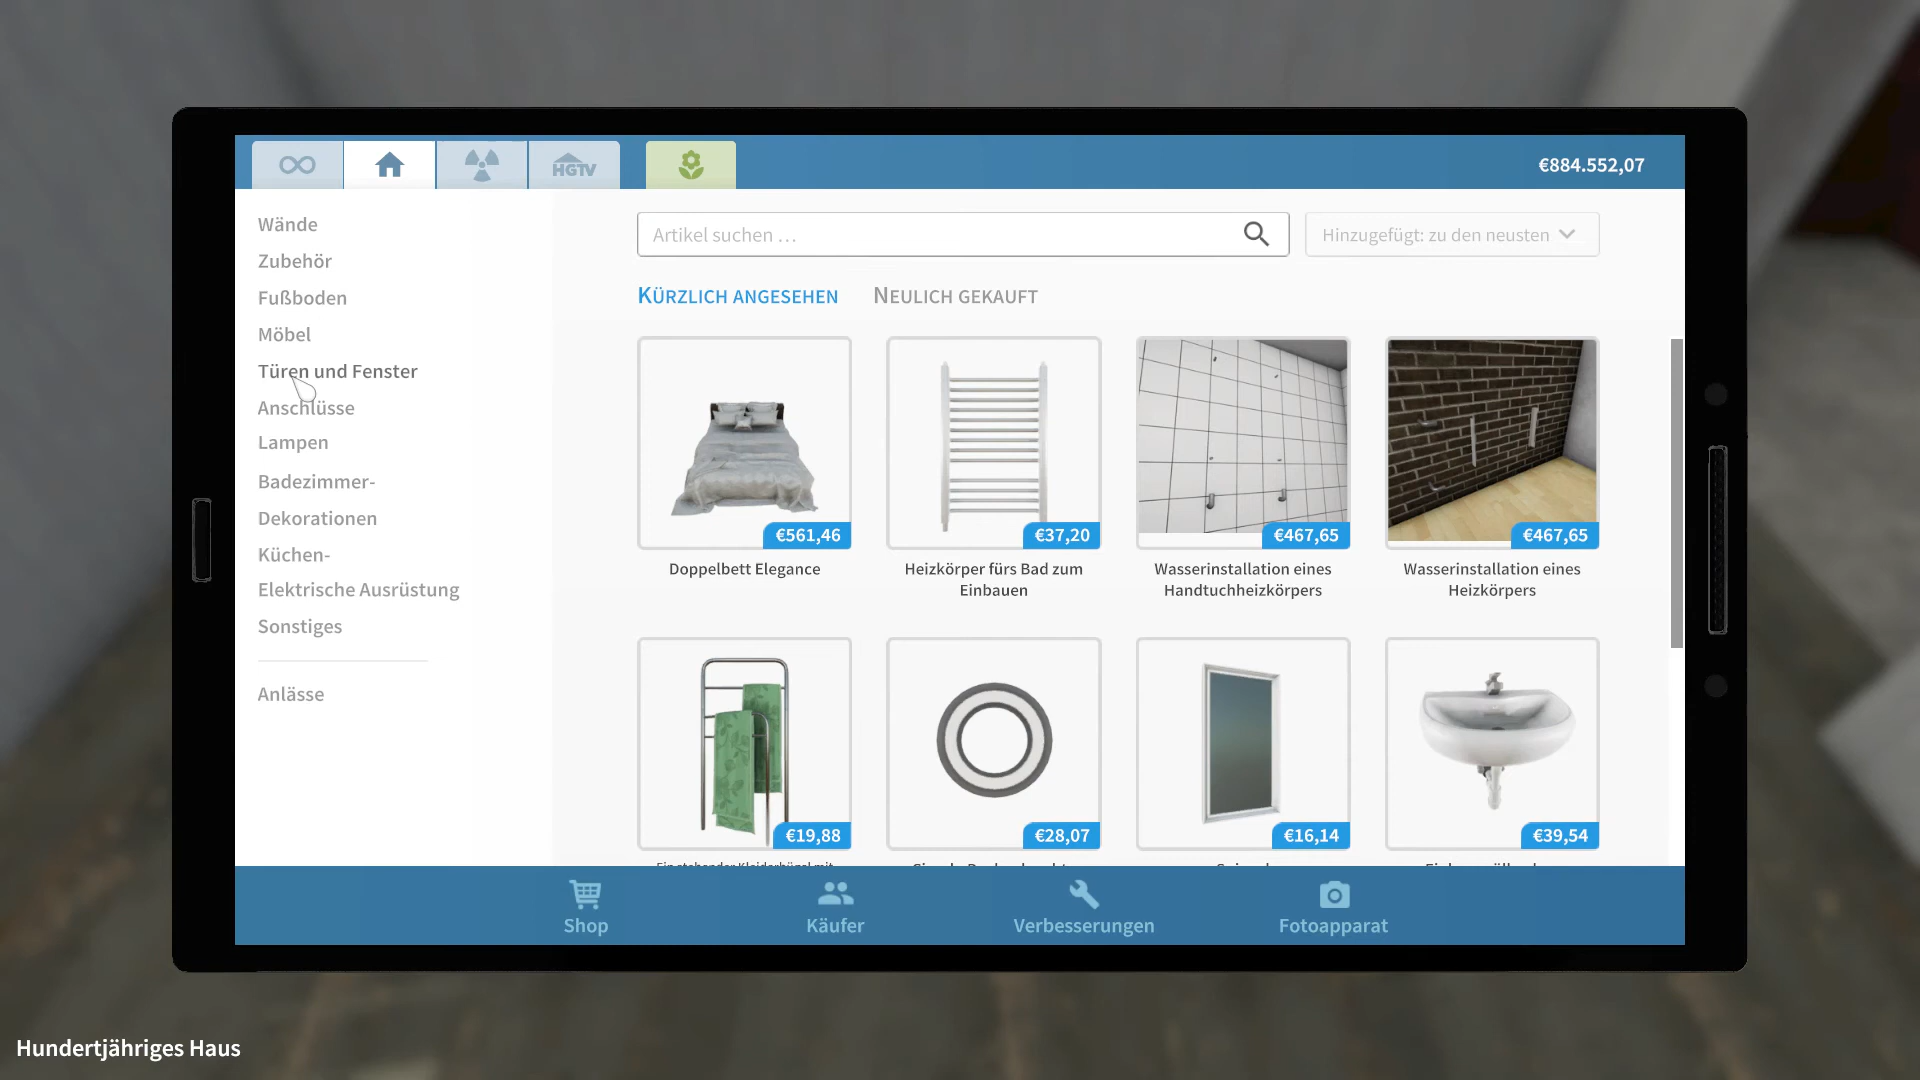 HGTV
€884.552,07
Wände
Zubehör
Fußboden
Möbel
Türen und Fenster
Anschlüsse
Lampen
Badezimmer-
Dekorationen
Küchen-
Elektrische Ausrüstung
Sonstiges
Anlässe
Artikel suchen …
Hinzugefügt: zu den neusten
KÜRZLICH ANGESEHEN
NEULICH GEKAUFT
€561,46
€37,20
€467,65
€467,65
Doppelbett Elegance
Heizkörper fürs Bad zum
Einbauen
Wasserinstallation eines
Handtuchheizkörpers
Wasserinstallation eines
Heizkörpers
€19,88
€28,07
€16,14
€39,54
Shop
Käufer
Verbesserungen
Fotoapparat
Hundertjähriges Haus